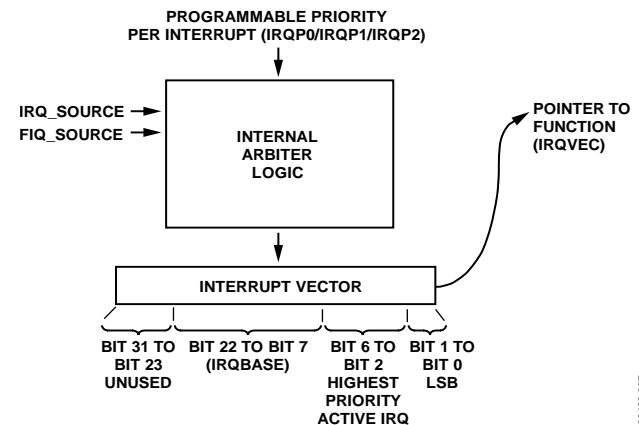 PROGRAMMABLE PRIORITY
PER INTERRUPT (IRQP0/IRQP1/IRQP2)
IRQ_SOURCE
FIQ_SOURCE
INTERNAL
ARBITER
LOGIC
POINTER TO
FUNCTION
(IRQVEC)
INTERRUPT VECTOR
BIT 31 TO
BIT 23
UNUSED
BIT 22 TO BIT 7
(IRQBASE)
BIT 6 TO
BIT 2
HIGHEST
PRIORITY
ACTIVE IRQ
BIT 1 TO
BIT 0
LSB